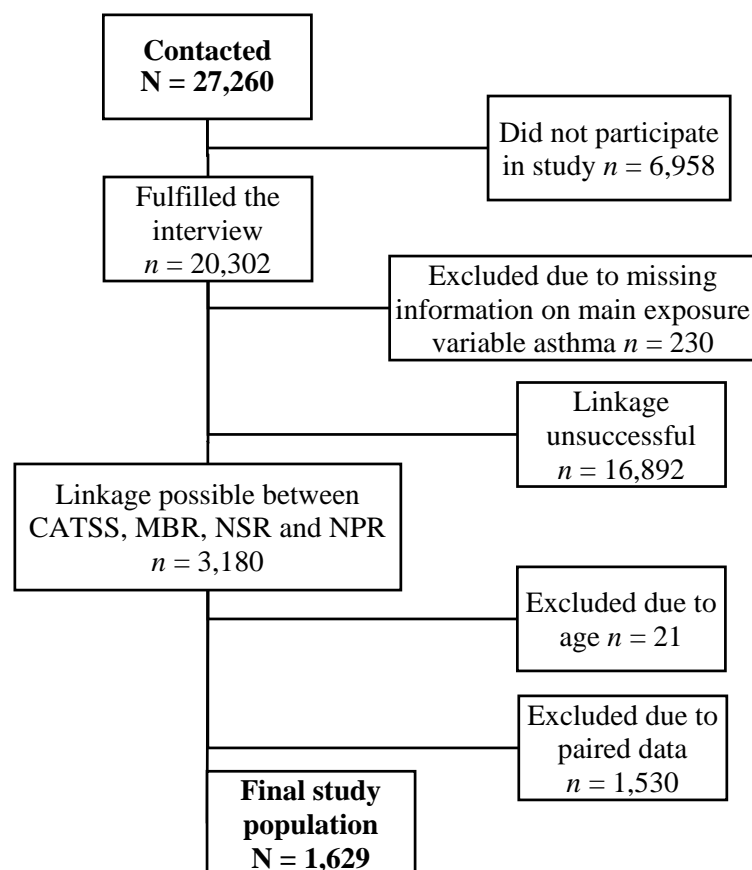 Contacted
N = 27,260
Did not participate
in study n = 6,958
Fulfilled the
interview
n = 20,302
Excluded due to missing
information on main exposure
variable asthma n = 230
Linkage
unsuccessful
n = 16,892
Linkage possible between
CATSS, MBR, NSR and NPR
n = 3,180
Excluded due to
age n = 21
Excluded due to
paired data
n = 1,530
Final study
population
N = 1,629